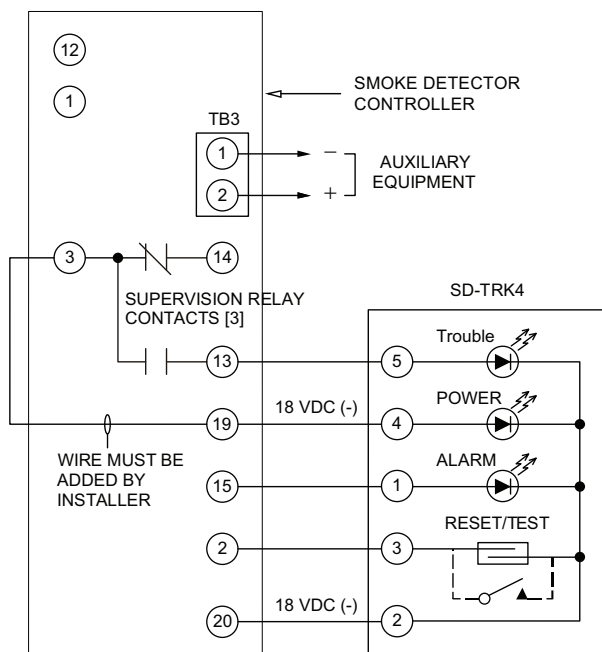 12
1
SMOKE DETECTOR
CONTROLLER
TB3
1
−
2
+
AUXILIARY
EQUIPMENT
3
14
SUPERVISION RELAY
CONTACTS [3]
SD-TRK4
13
5
Trouble
19
18 VDC (-)
4
POWER
WIRE MUST BE
ADDED BY
INSTALLER
15
1
ALARM
2
3
RESET/TEST
20
18 VDC (-)
2